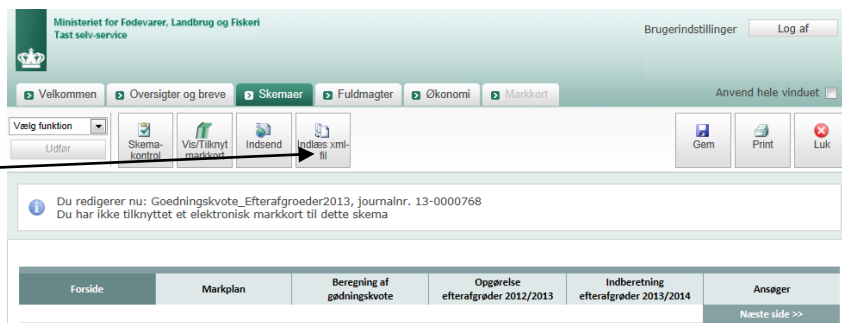 Ministeriet for Fødevarer, Landbrug og Fiskeri
Tast selv-service
Brugerindstillinger
Log af
Velkommen
Oversigter og breve
Skemaer
Fuldmagter
Økonomi
Markkort
Anvend hele vinduet
Vælg funktion
Udfør
Skema-
kontrol
Vis/Tilknyt
markkort
Indsend
Indlæs xml-
fil
Gem
Print
Luk
Du redigerer nu: Goedningskvote_Efterafgroeder2013, journalnr. 13-0000768
Du har ikke tilknyttet et elektronisk markkort til dette skema
Forside
Markplan
Beregning af
gødningskvote
Opgørelse
efterafgrøder 2012/2013
Indberetning
efterafgrøder 2013/2014
Ansøger
Næste side >>